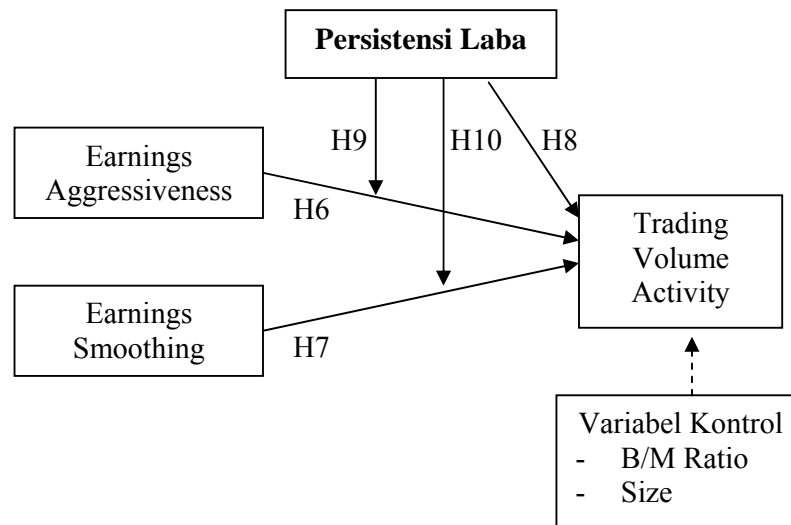 Persistensi Laba
H9
H10
H8
Earnings
Aggressiveness
H6
Trading
Volume
Activity
Earnings
Smoothing
H7
Variabel Kontrol
- B/M Ratio
- Size